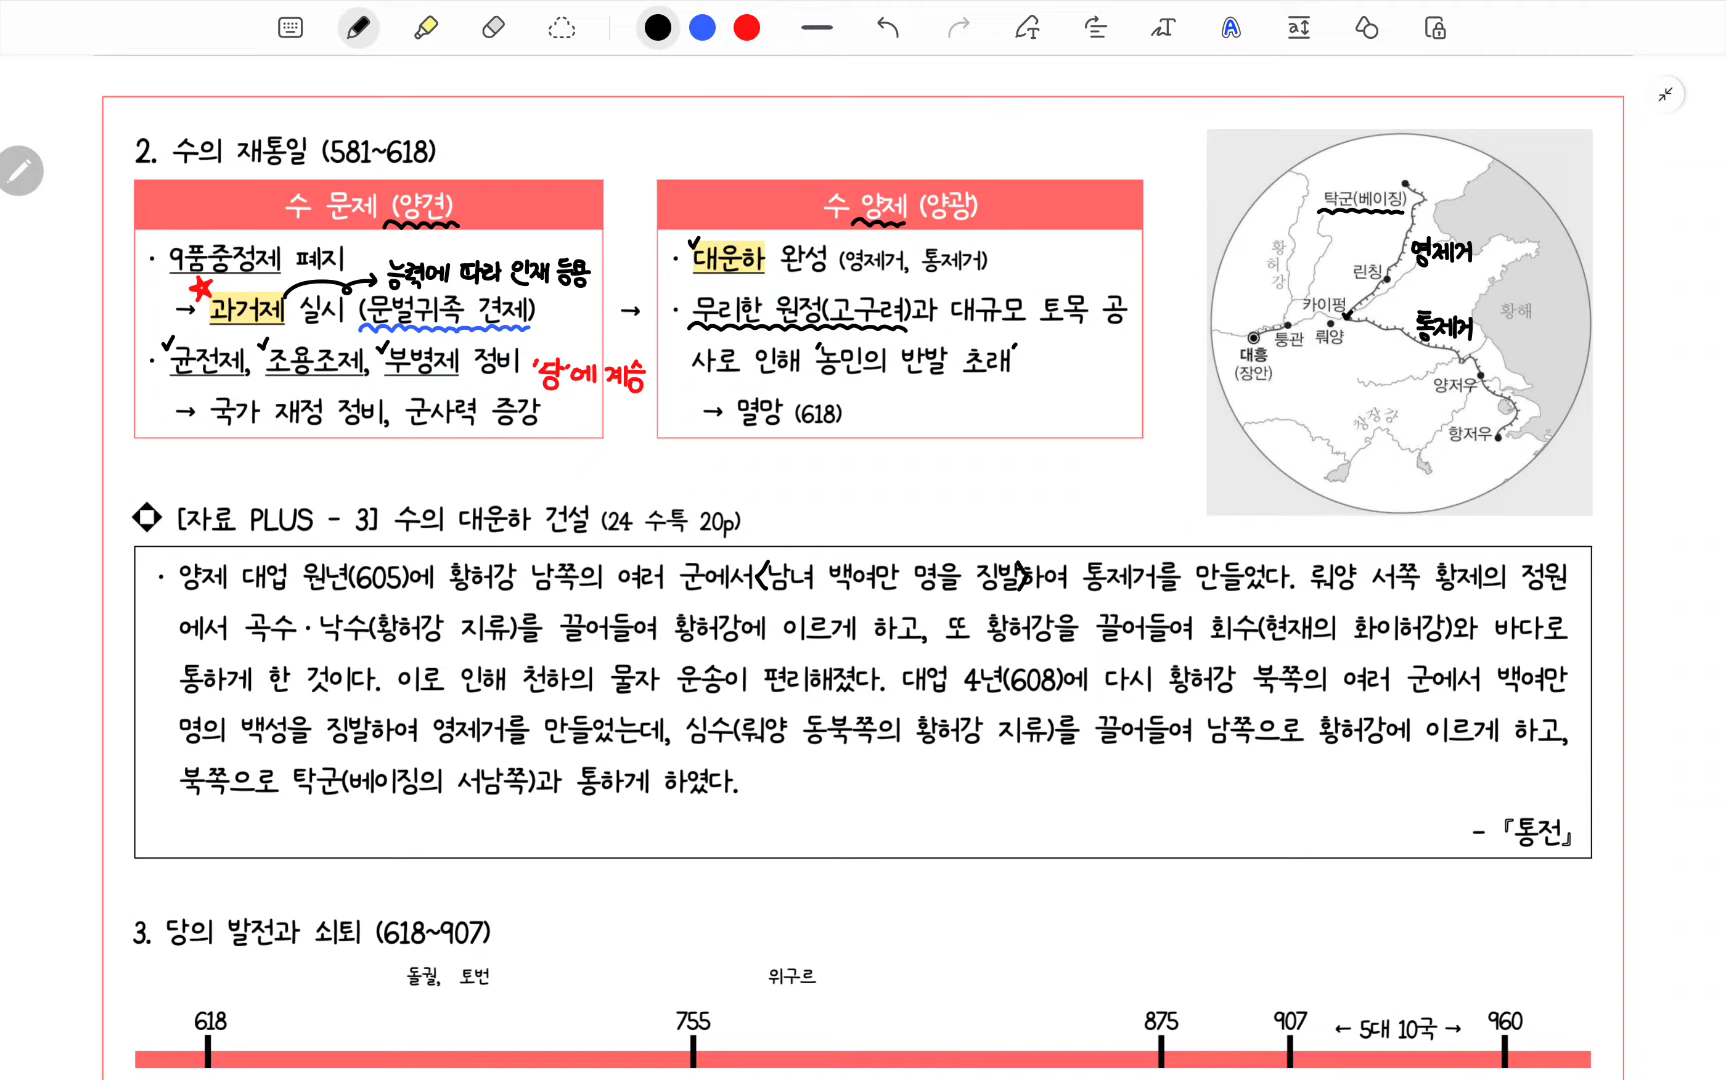 2. 수의 재통일 (581~618)
수 문제 (양견)
· 9품중정제 폐지
→ 과거제 실시 (문벌귀족 견제)
능력에 따라 인재 등용
· 균전제, 조용조제, 부병제 정비
'당'에 계승
→ 국가 재정 정비, 군사력 증강
→
수 양제 (양광)
· 대운하 완성 (영제거, 통제거)
· 무리한 원정(고구려)과 대규모 토목 공
사로 인해 '농민의 반발 초래'
→ 멸망 (618)
탁군(베이징)
영제거
황허강
린칭
카이펑
통제거
황해
퉁관
뤄양
대흥
(장안)
양저우
창장강
항저우
[자료 PLUS - 3] 수의 대운하 건설 (24 수특 20p)
· 양제 대업 원년(605)에 황허강 남쪽의 여러 군에서<남녀 백여만 명을 징발>하여 통제거를 만들었다. 뤄양 서쪽 황제의 정원
에서 곡수·낙수(황허강 지류)를 끌어들여 황허강에 이르게 하고, 또 황허강을 끌어들여 회수(현재의 화이허강)와 바다로
통하게 한 것이다. 이로 인해 천하의 물자 운송이 편리해졌다. 대업 4년(608)에 다시 황허강 북쪽의 여러 군에서 백여만
명의 백성을 징발하여 영제거를 만들었는데, 심수(뤄양 동북쪽의 황허강 지류)를 끌어들여 남쪽으로 황허강에 이르게 하고,
북쪽으로 탁군(베이징의 서남쪽)과 통하게 하였다.
- 『통전』
3. 당의 발전과 쇠퇴 (618~907)
돌궐, 토번
위구르
618
755
875
907
← 5대 10국 →
960